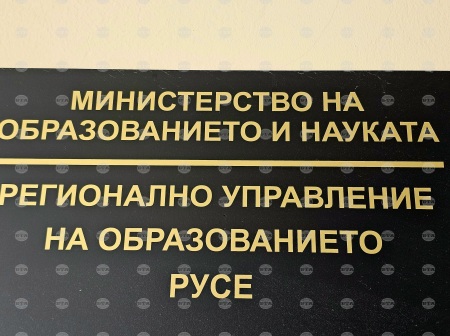 МИНИСТЕРСТВО НА
ОБРАЗОВАНИЕТО И НАУКАТА
РЕГИОНАЛНО УПРАВЛЕНИЕ
НА ОБРАЗОВАНИЕТО
РУСЕ